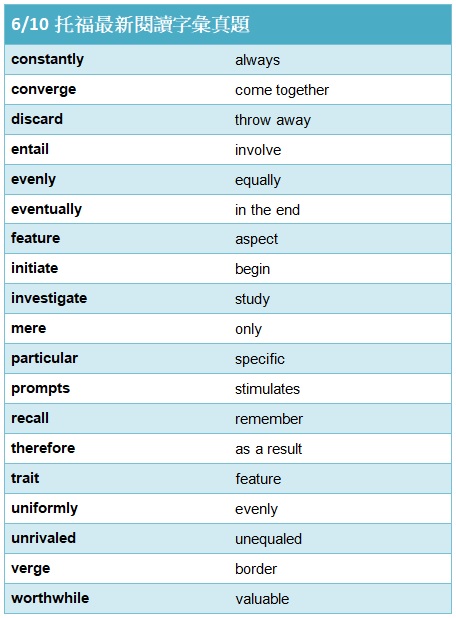 6/10 托福最新閱讀字彙真題
constantly always
converge come together
discard throw away
entail involve
evenly equally
eventually in the end
feature aspect
initiate begin
investigate study
mere only
particular specific
prompts stimulates
recall remember
therefore as a result
trait feature
uniformly evenly
unrivaled unequaled
verge border
worthwhile valuable